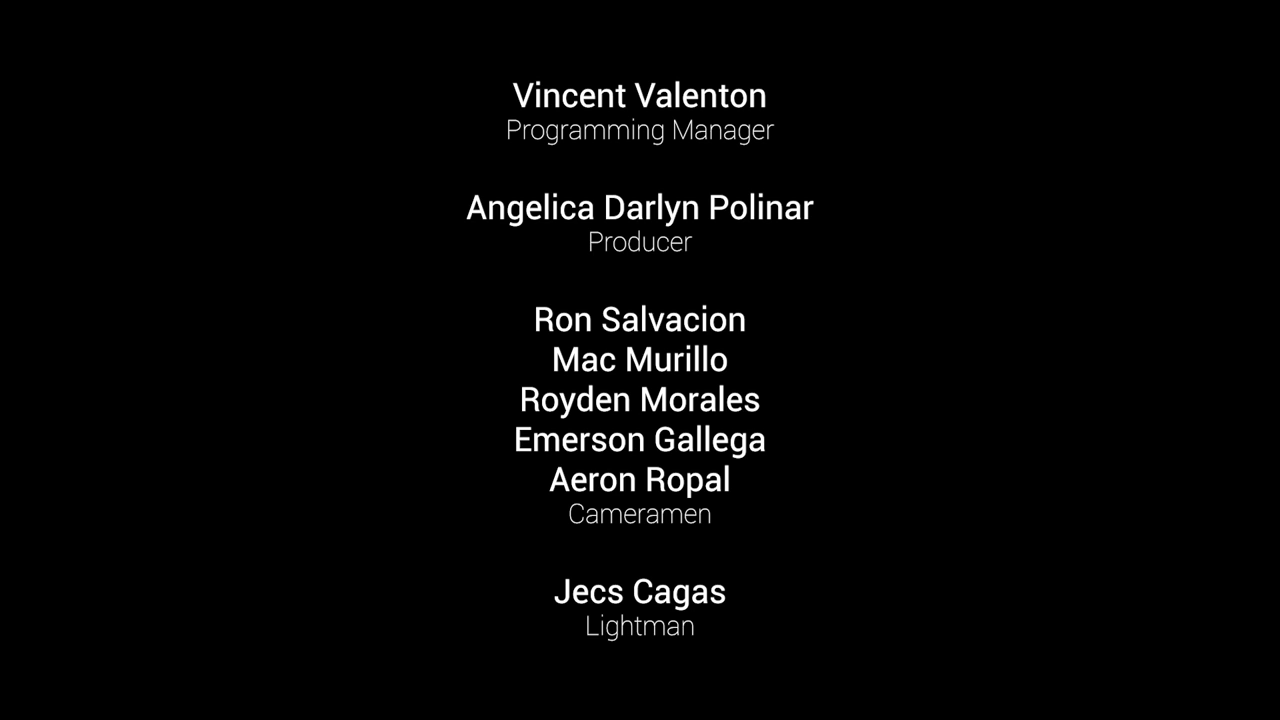 Vincent Valenton
Programming Manager
Angelica Darlyn Polinar
Producer
Ron Salvacion
Mac Murillo
Royden Morales
Emerson Gallega
Aeron Ropal
Cameramen
Jecs Cagas
Lightman